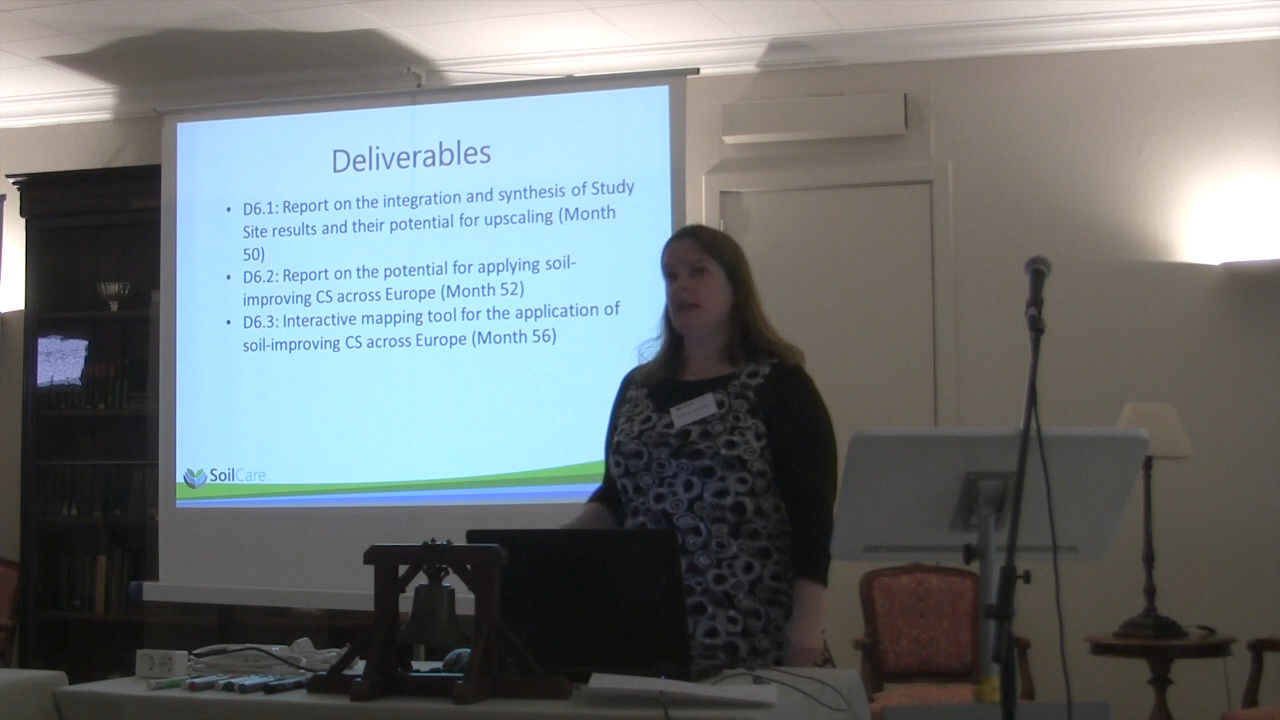 Deliverables
• D6.1: Report on the integration and synthesis of Study
Site results and their potential for upscaling (Month
50)
• D6.2: Report on the potential for applying soil-
improving CS across Europe (Month 52)
• D6.3: Interactive mapping tool for the application of
soil-improving CS across Europe (Month 56)
SoilCare